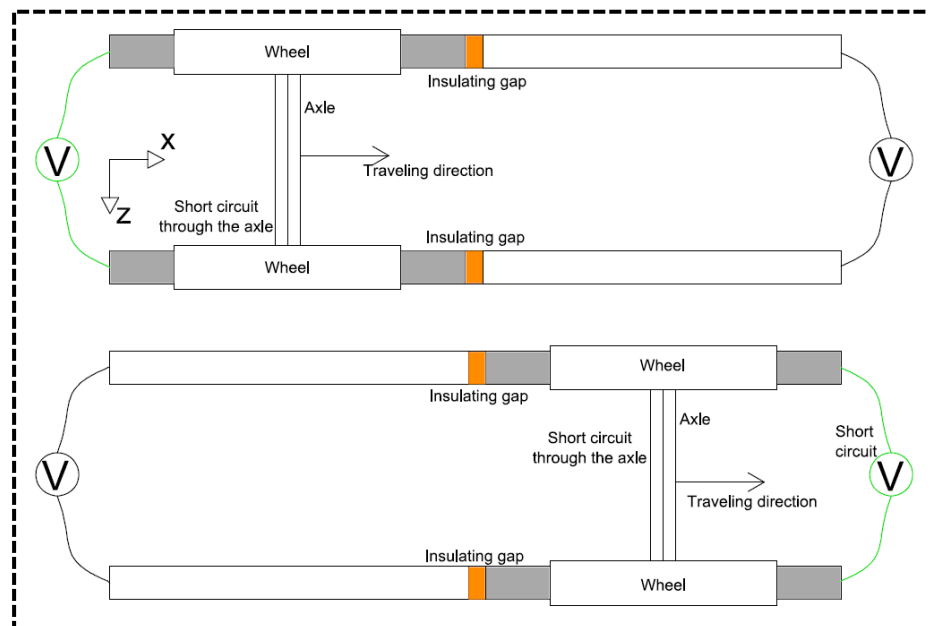 Wheel
Insulating gap
Axle
V
X
V
Traveling direction
Z
Short circuit
through the axle
Insulating gap
Wheel
Wheel
Insulating gap
Axle
Short circuit
through the axle
Short
circuit
V
V
Traveling direction
Insulating gap
Wheel